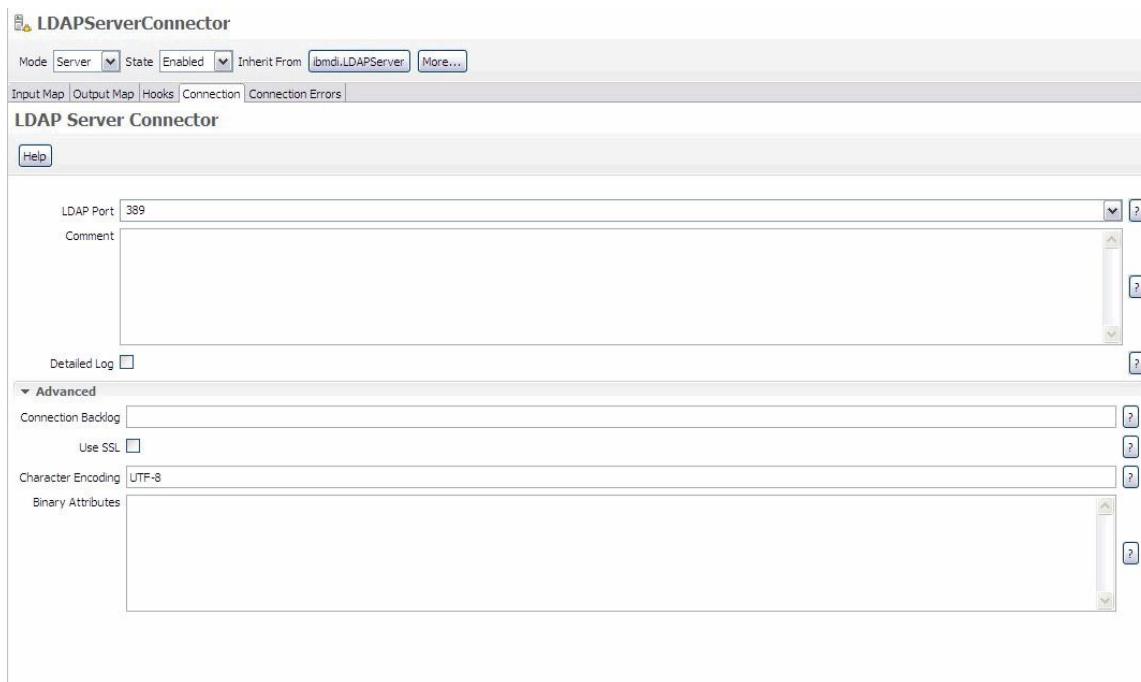 LDAPServerConnector
Mode Server State Enabled Inherit From ibmdi.LDAPServer More...
Input Map Output Map Hooks Connection Connection Errors
LDAP Server Connector
Help
LDAP Port 389 ?
Comment ?
Detailed Log ?
Advanced
Connection Backlog ?
Use SSL ?
Character Encoding UTF-8 ?
Binary Attributes ?